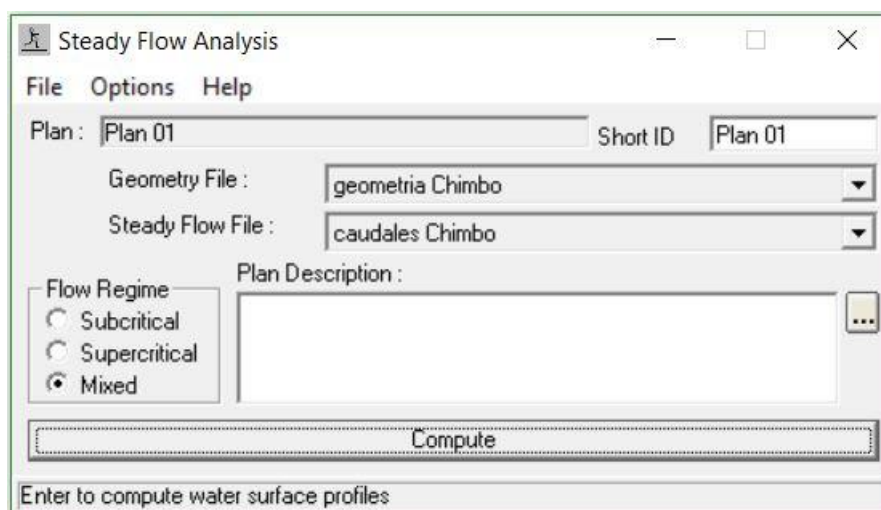 Steady Flow Analysis
File Options Help
Plan : Plan 01 Short ID Plan 01
Geometry File : geometria Chimbo
Steady Flow File : caudales Chimbo
Plan Description :
Flow Regime
Subcritical
Supercritical
Mixed
...
Compute
Enter to compute water surface profiles